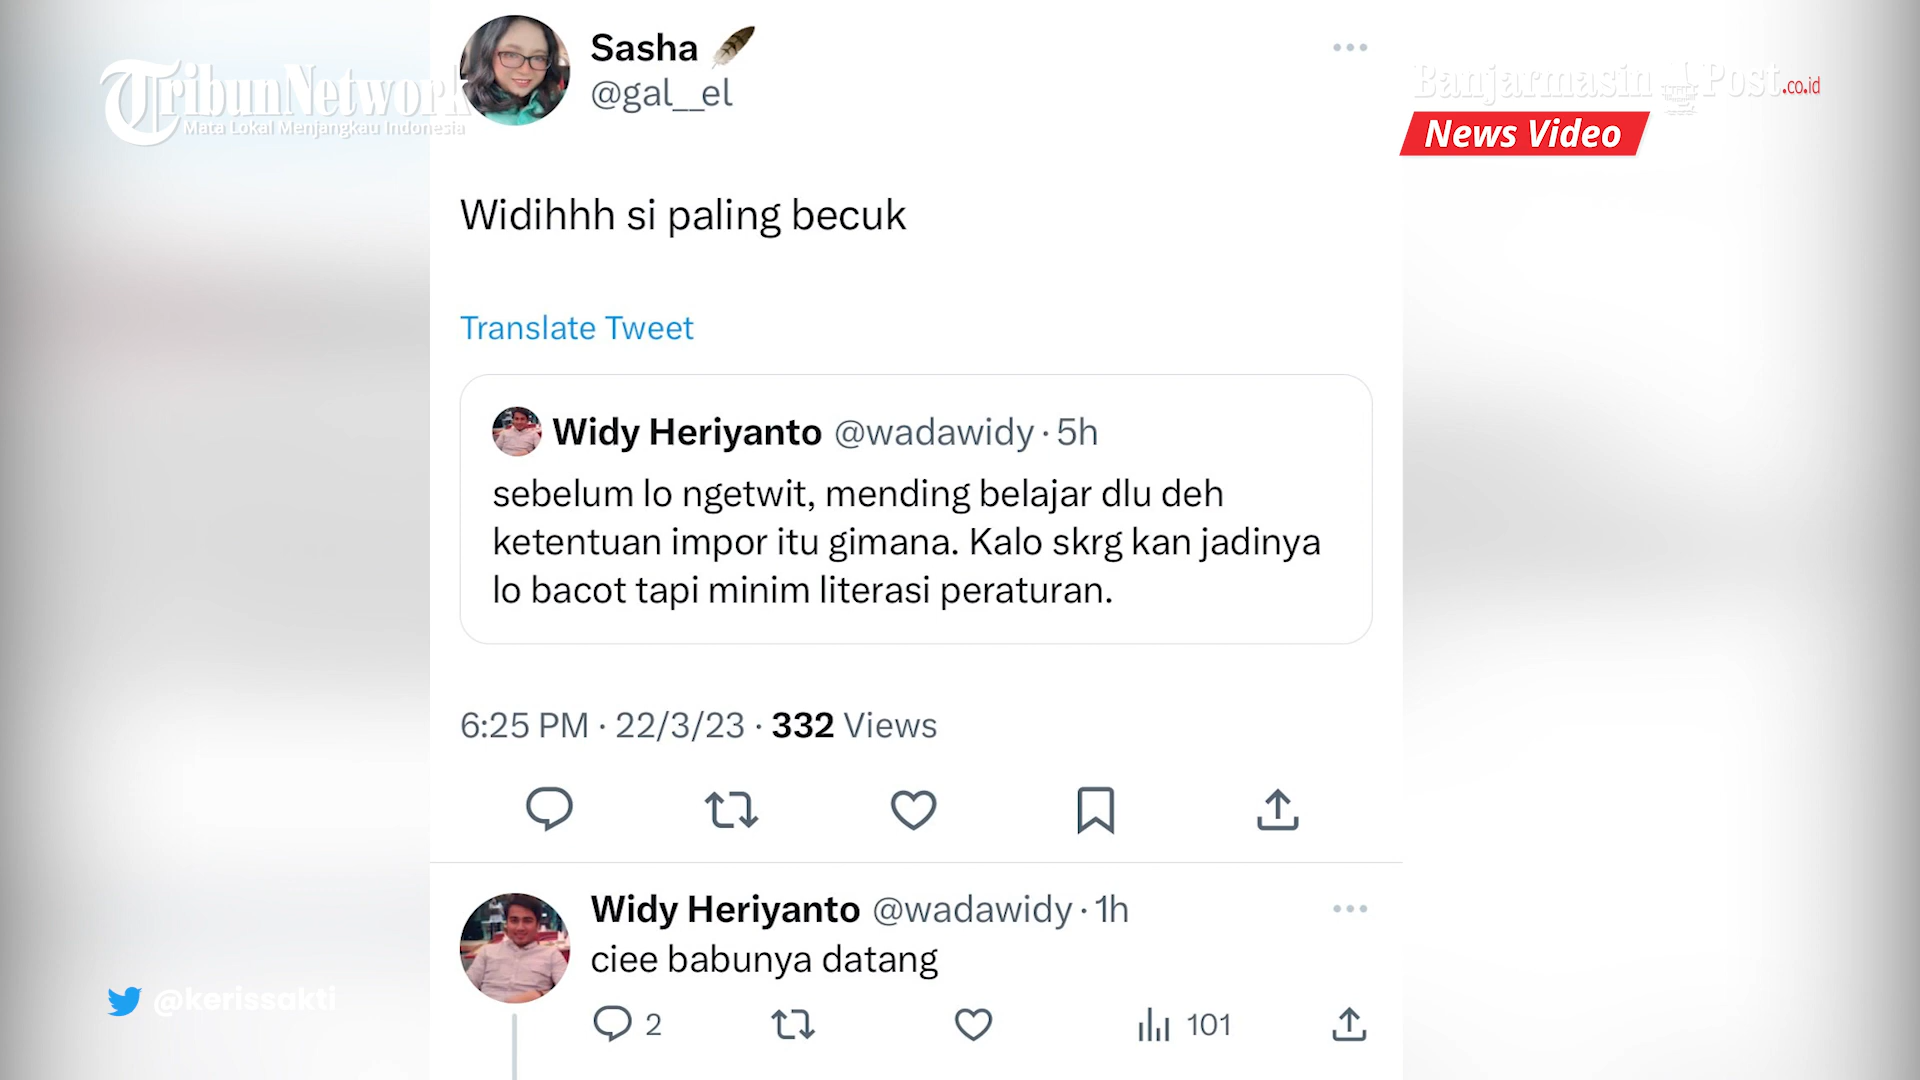 TribunNetwork
Mata Lokal Menjangkau Indonesia
Banjarmasin Post.co.id
News Video
Sasha
@gal__el
Widihhh si paling becuk
Translate Tweet
Widy Heriyanto @wadawidy · 5h
sebelum lo ngetwit, mending belajar dlu deh
ketentuan impor itu gimana. Kalo skrg kan jadinya
lo bacot tapi minim literasi peraturan.
6:25 PM · 22/3/23 · 332 Views
Widy Heriyanto @wadawidy · 1h
ciee babunya datang
2
101
@kerissakti